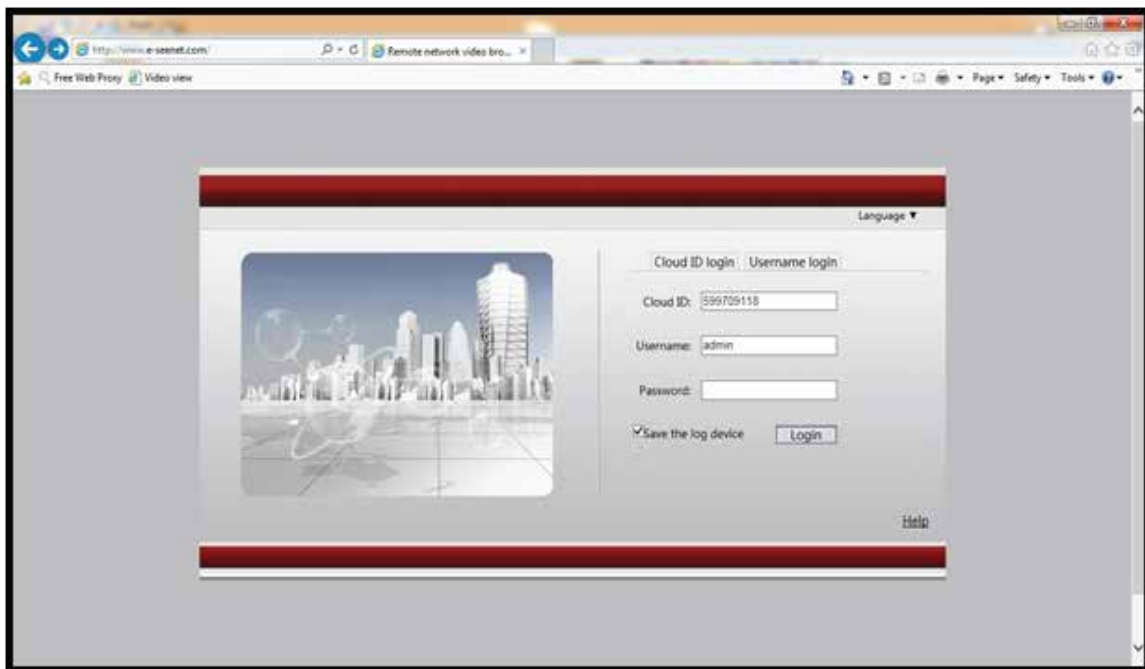 http://www.e-seenet.com/
Remote network video bro...
Free Web Proxy Video view
Page Safety Tools
Language ▼
Cloud ID login Username login
Cloud ID: 599709118
Username: admin
Password:
Save the log device Login
Help